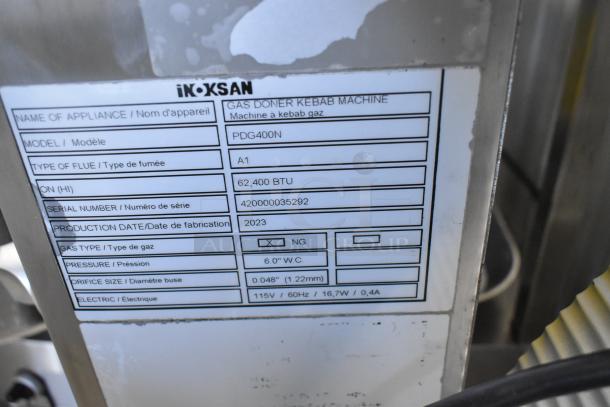 iNOKSAN
NAME OF APPLIANCE / Nom d'appareil GAS DONER KEBAB MACHINE
Machine a kebab gaz
MODEL / Modèle PDG400N
TYPE OF FLUE / Type de fumée A1
ON (HI) 62,400 BTU
SERIAL NUMBER / Numéro de série 420000035292
PRODUCTION DATE/Date de fabrication 2023
GAS TYPE / Type de gaz X NG
PRESSURE / Préssion 6.0" W.C.
ORIFICE SIZE / Diamétre buse 0.048" (1.22mm)
ELECTRIC / Électrique 115V / 60Hz / 16,7W / 0,4A